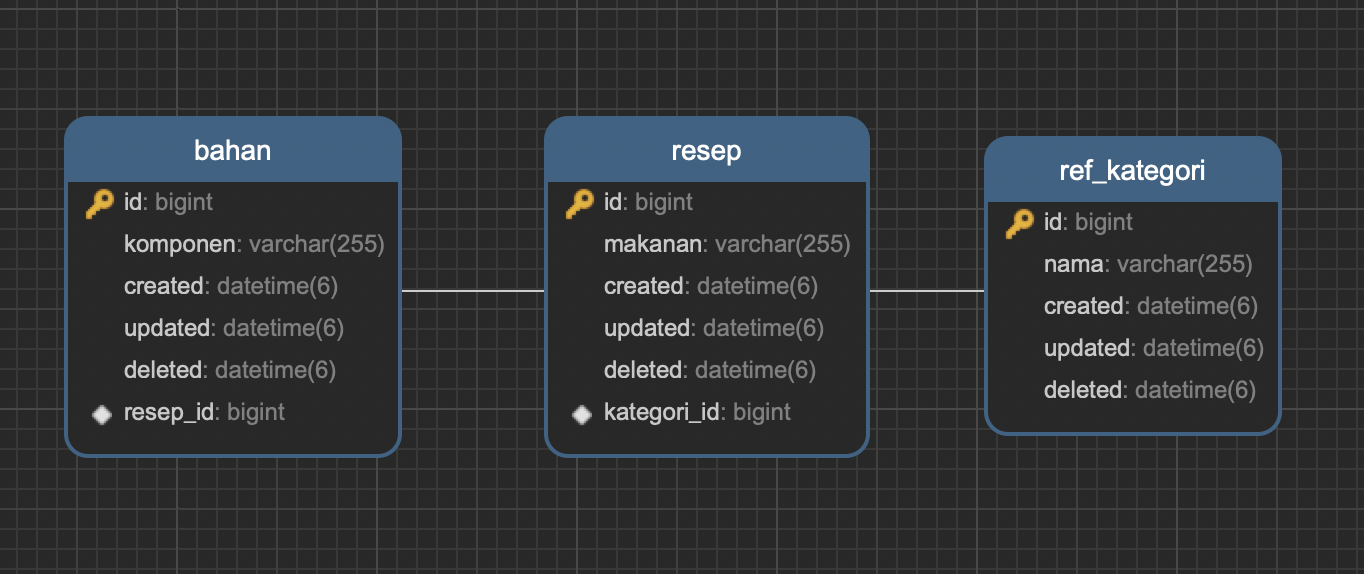 bahan
id: bigint
komponen: varchar(255)
created: datetime(6)
updated: datetime(6)
deleted: datetime(6)
resep_id: bigint
resep
id: bigint
makanan: varchar(255)
created: datetime(6)
updated: datetime(6)
deleted: datetime(6)
kategori_id: bigint
ref_kategori
id: bigint
nama: varchar(255)
created: datetime(6)
updated: datetime(6)
deleted: datetime(6)